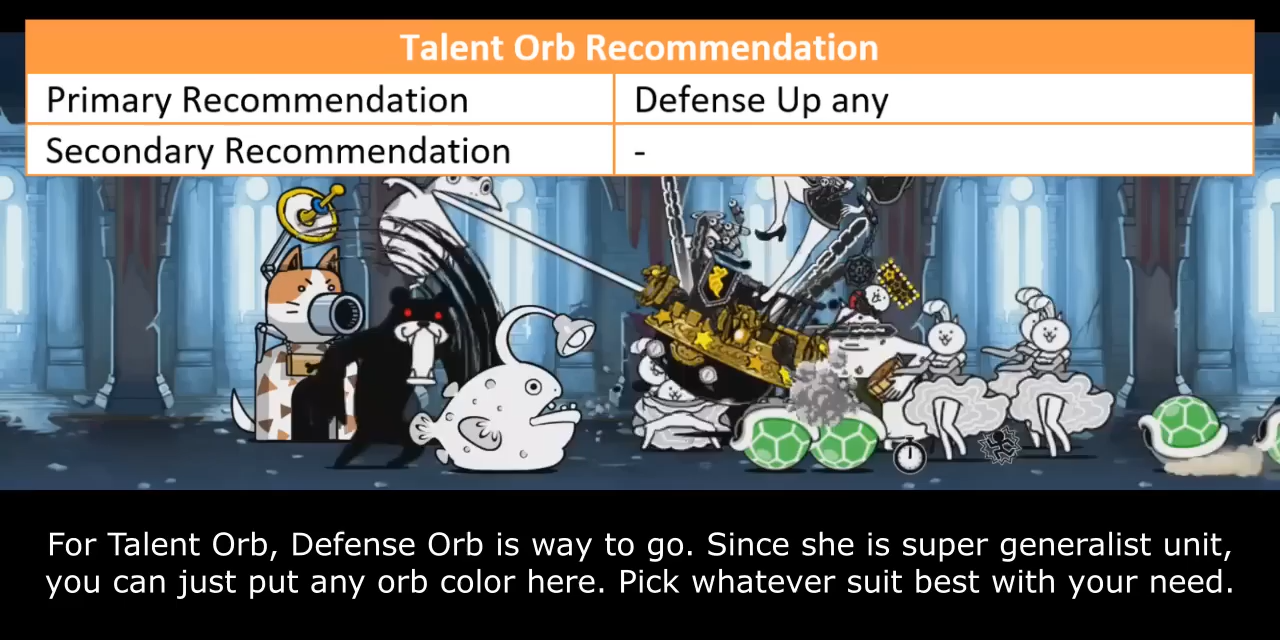 Talent Orb Recommendation
Primary Recommendation Defense Up any
Secondary Recommendation -
For Talent Orb, Defense Orb is way to go. Since she is super generalist unit,
you can just put any orb color here. Pick whatever suit best with your need.